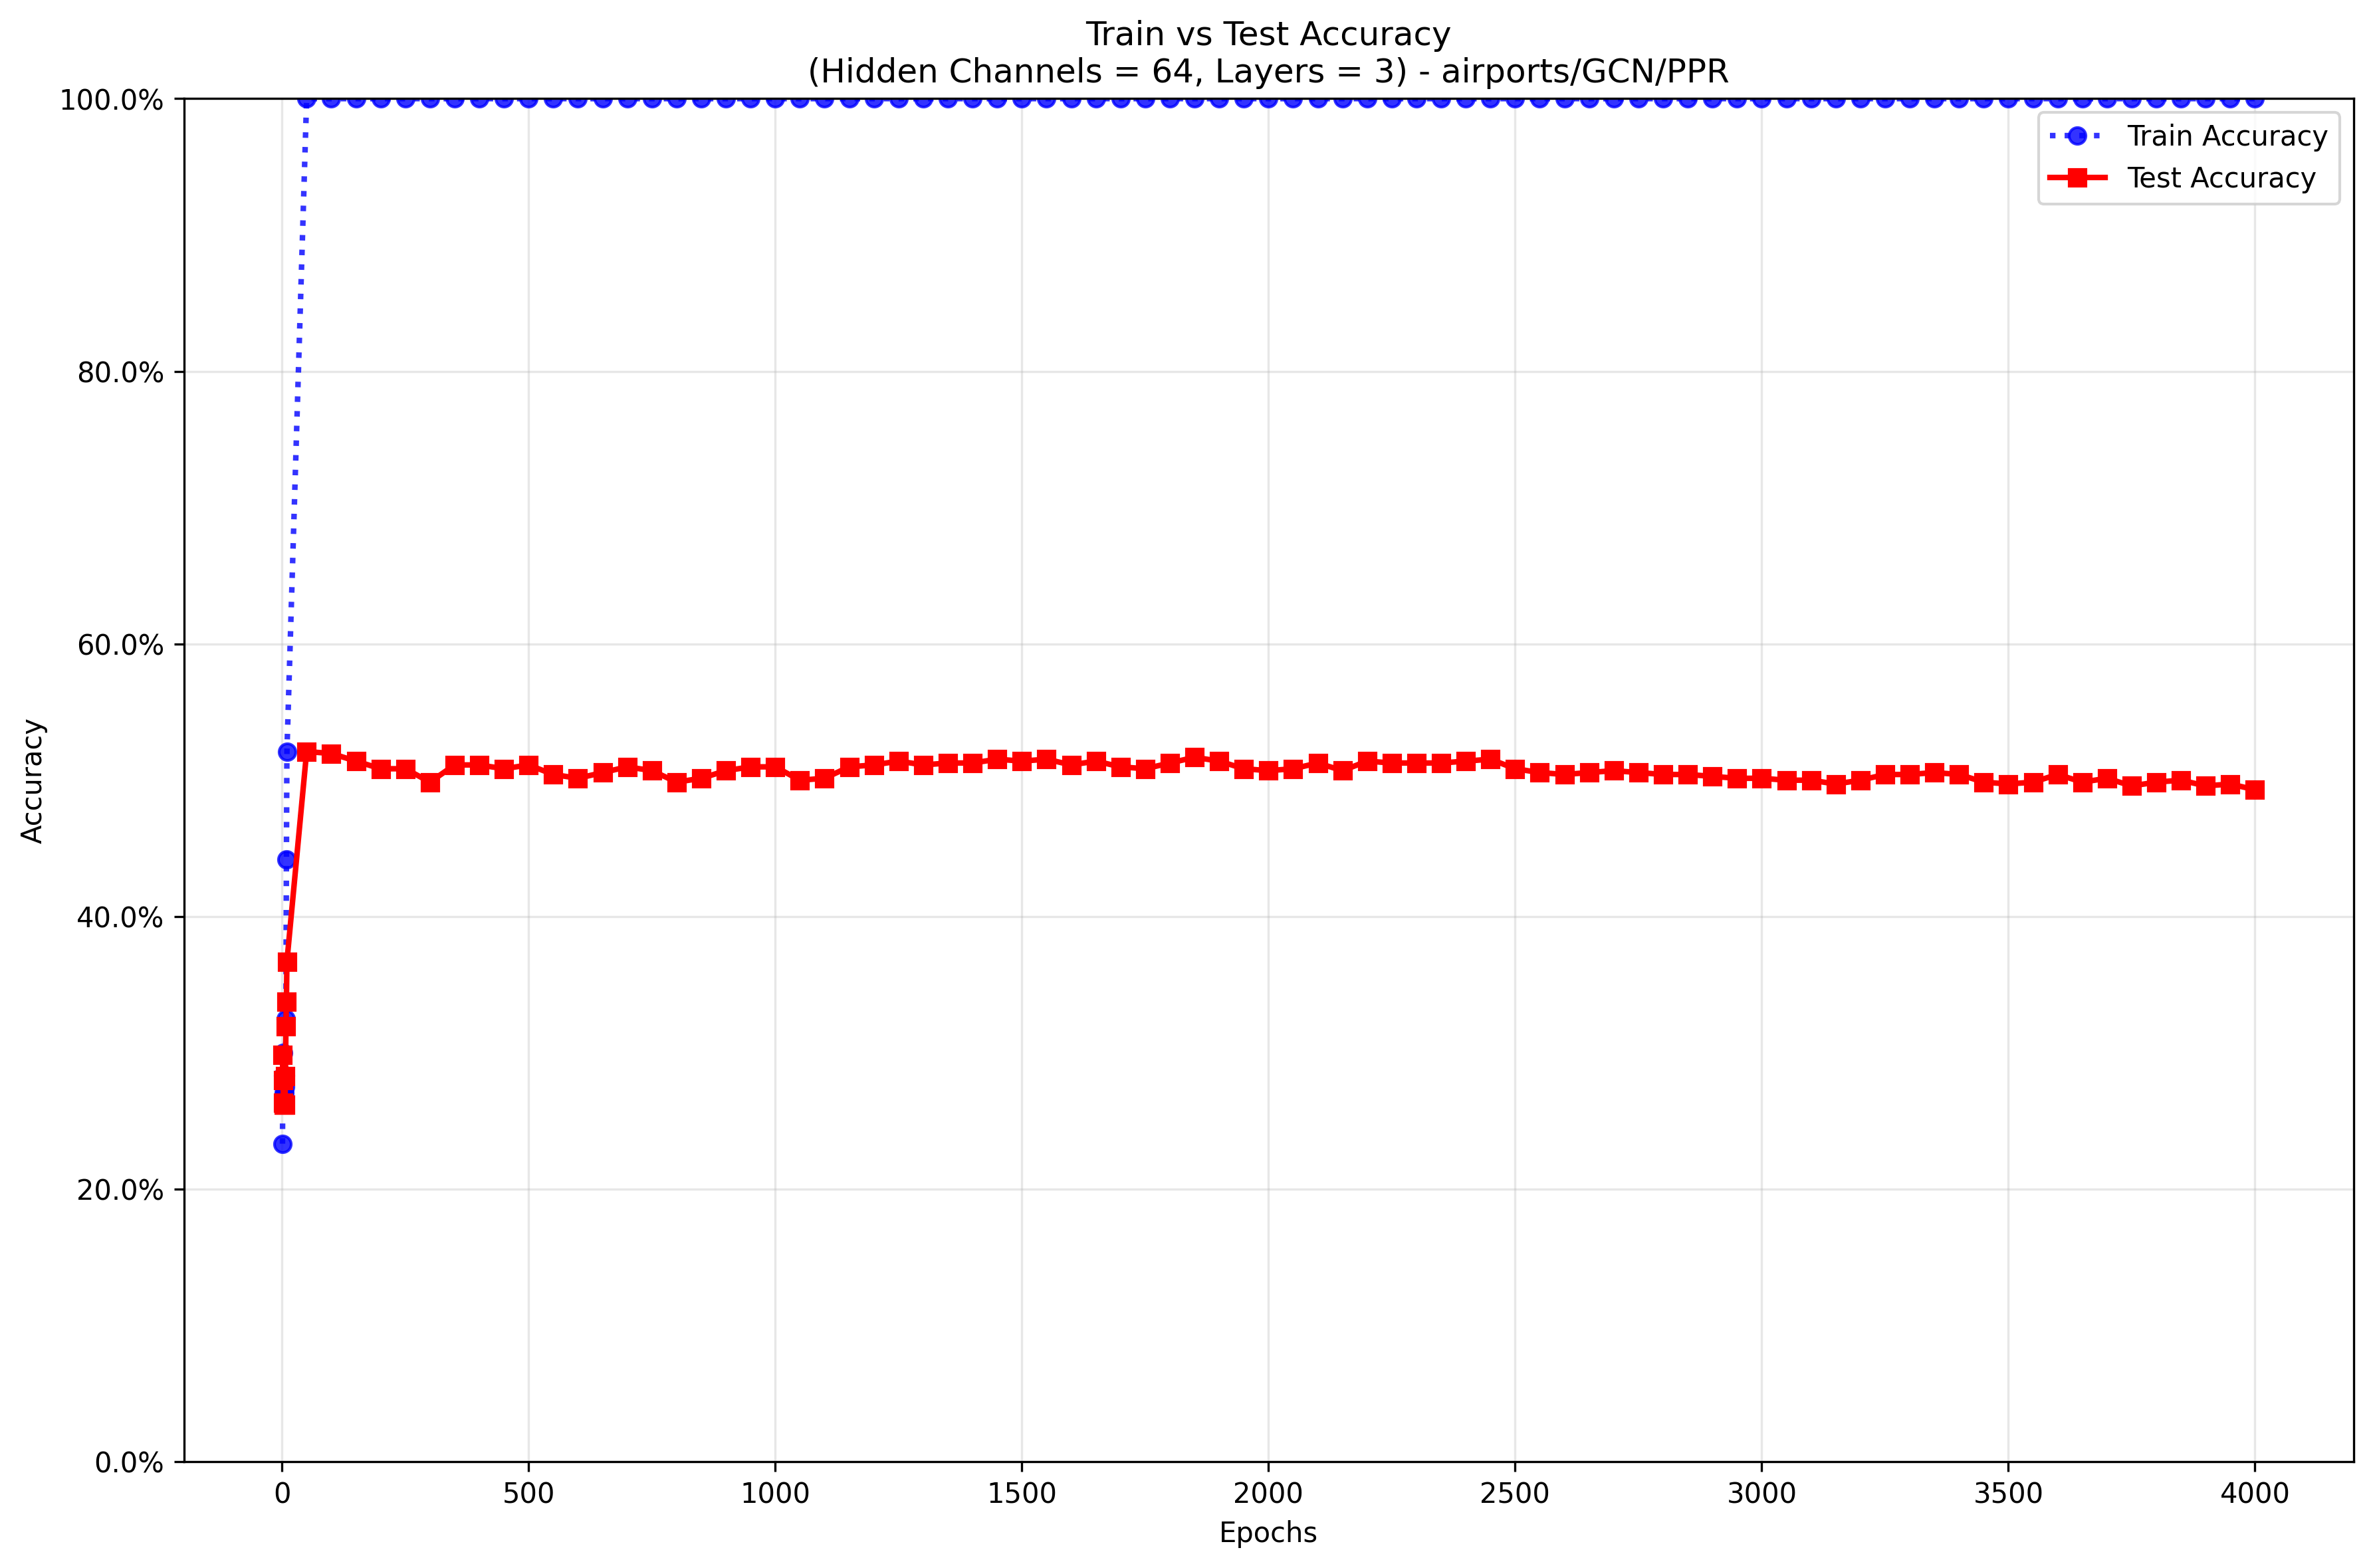 Train vs Test Accuracy
(Hidden Channels = 64, Layers = 3) - airports/GCN/PPR
100.0%
80.0%
60.0%
40.0%
20.0%
0.0%
Accuracy
Train Accuracy
Test Accuracy
0
500
1000
1500
2000
2500
3000
3500
4000
Epochs